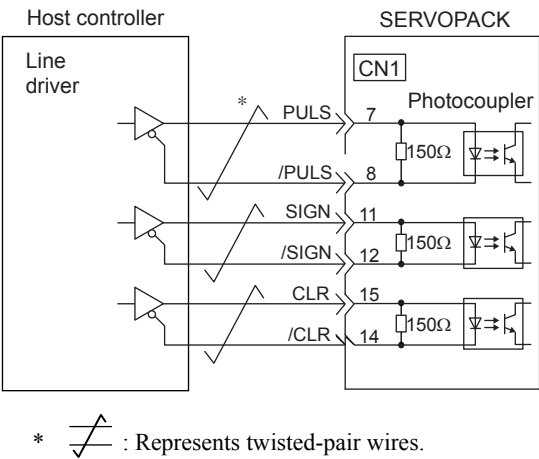 Host controller
SERVOPACK
Line
driver
CN1
Photocoupler
*
PULS 7
150Ω
/PULS 8
SIGN 11
150Ω
/SIGN 12
CLR 15
150Ω
/CLR 14
* : Represents twisted-pair wires.